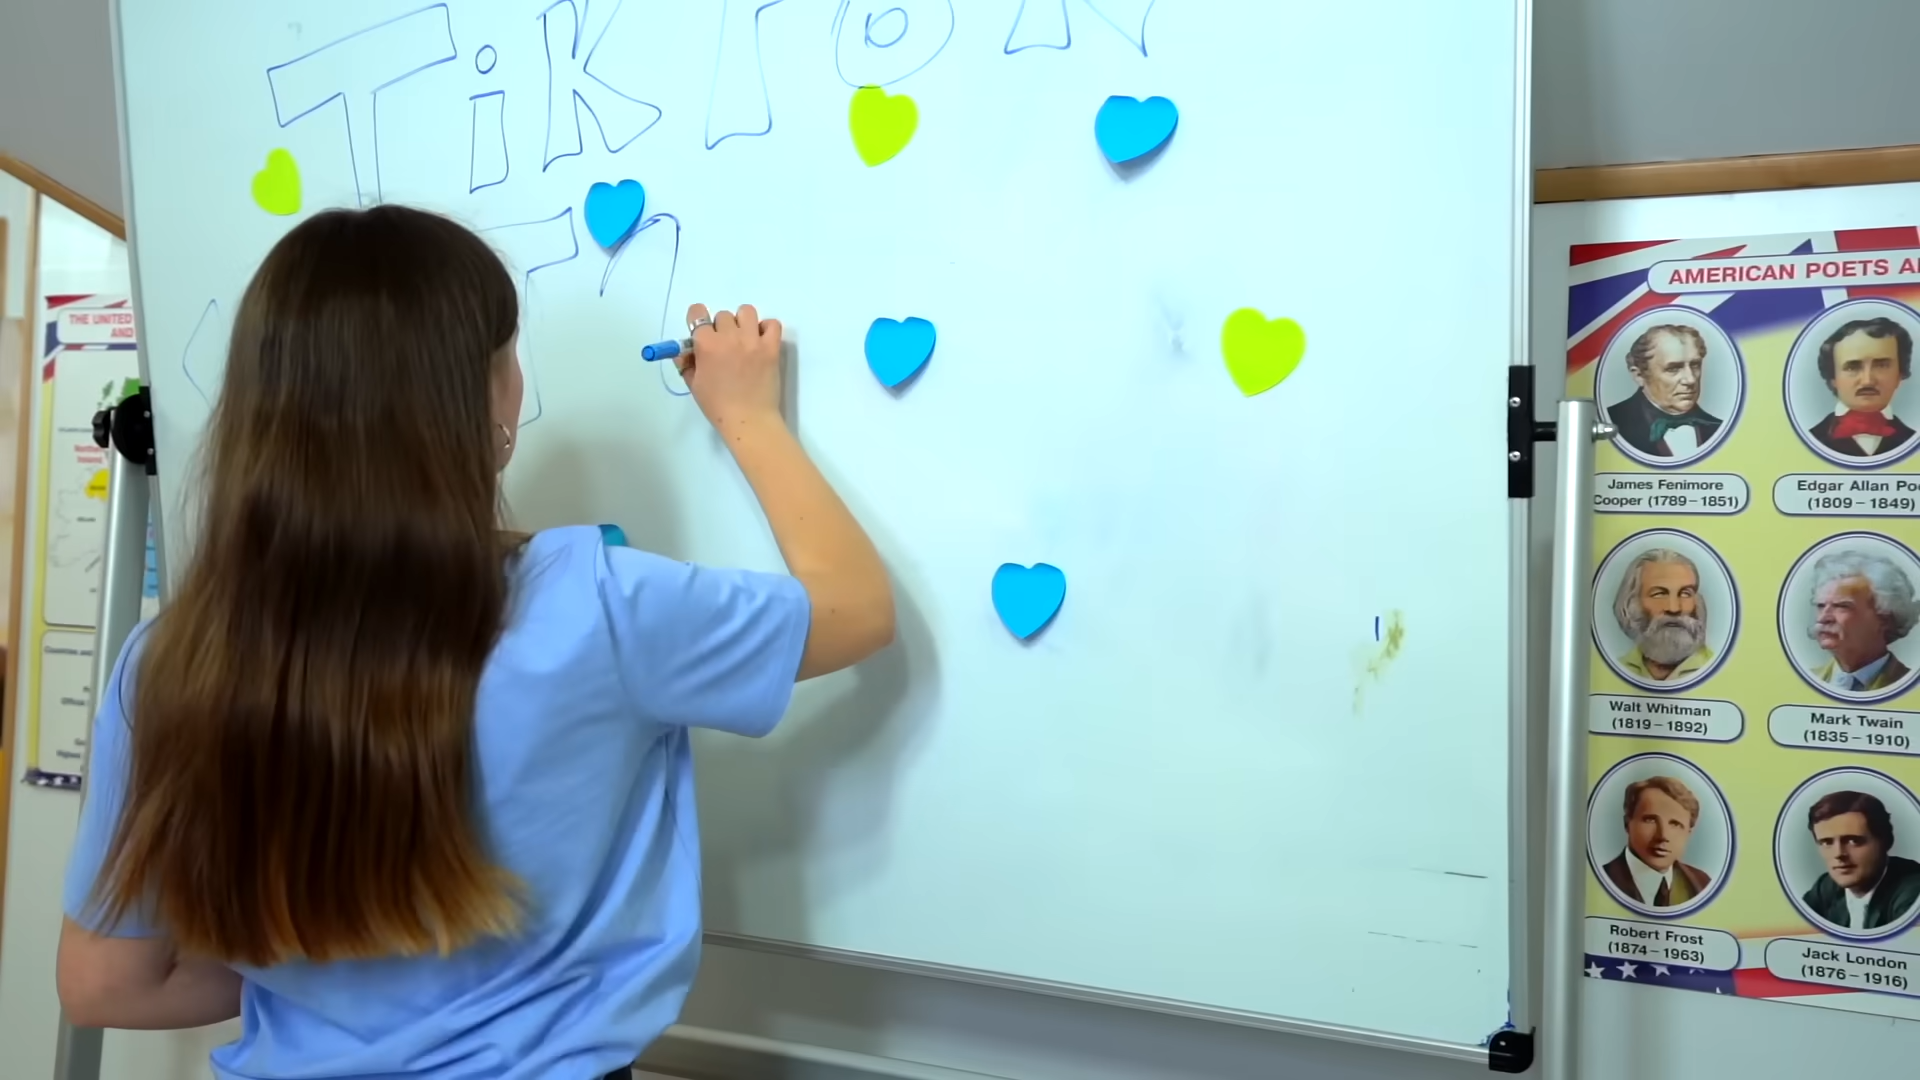 TiKTOK
THE UNITED
AND
AMERICAN POETS A
James Fenimore
Cooper (1789–1851)
Edgar Allan Poe
(1809–1849)
Walt Whitman
(1819–1892)
Mark Twain
(1835–1910)
Robert Frost
(1874–1963)
Jack London
(1876–1916)